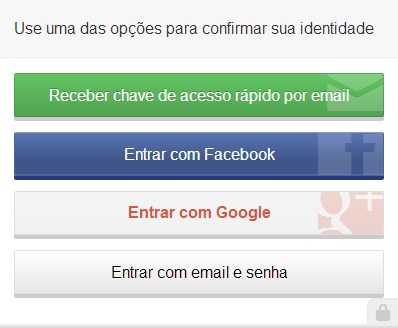 Use uma das opções para confirmar sua identidade
Receber chave de acesso rápido por email
Entrar com Facebook
Entrar com Google
Entrar com email e senha